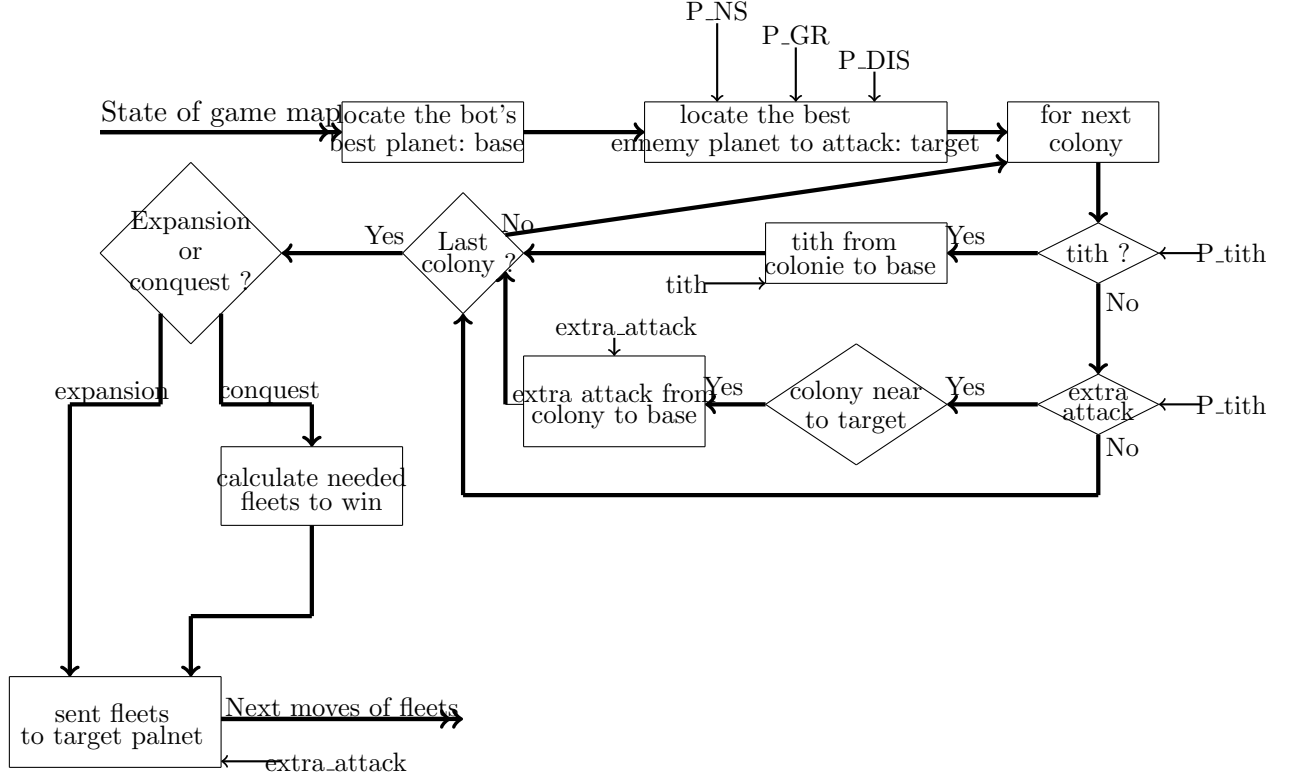 P_NS
P_GR
P_DIS
State of game map
locate the bot's
best planet: base
locate the best
ennemy planet to attack: target
for next
colony
Expansion
or
conquest ?
Yes
Last
colony ?
No
tith from
colonie to base
tith
Yes
tith ?
P_tith
No
extra_attack
extra attack from
colony to base
Yes
colony near
to target
Yes
extra
attack
P_tith
No
expansion
conquest
calculate needed
fleets to win
sent fleets
to target palnet
Next moves of fleets
extra_attack